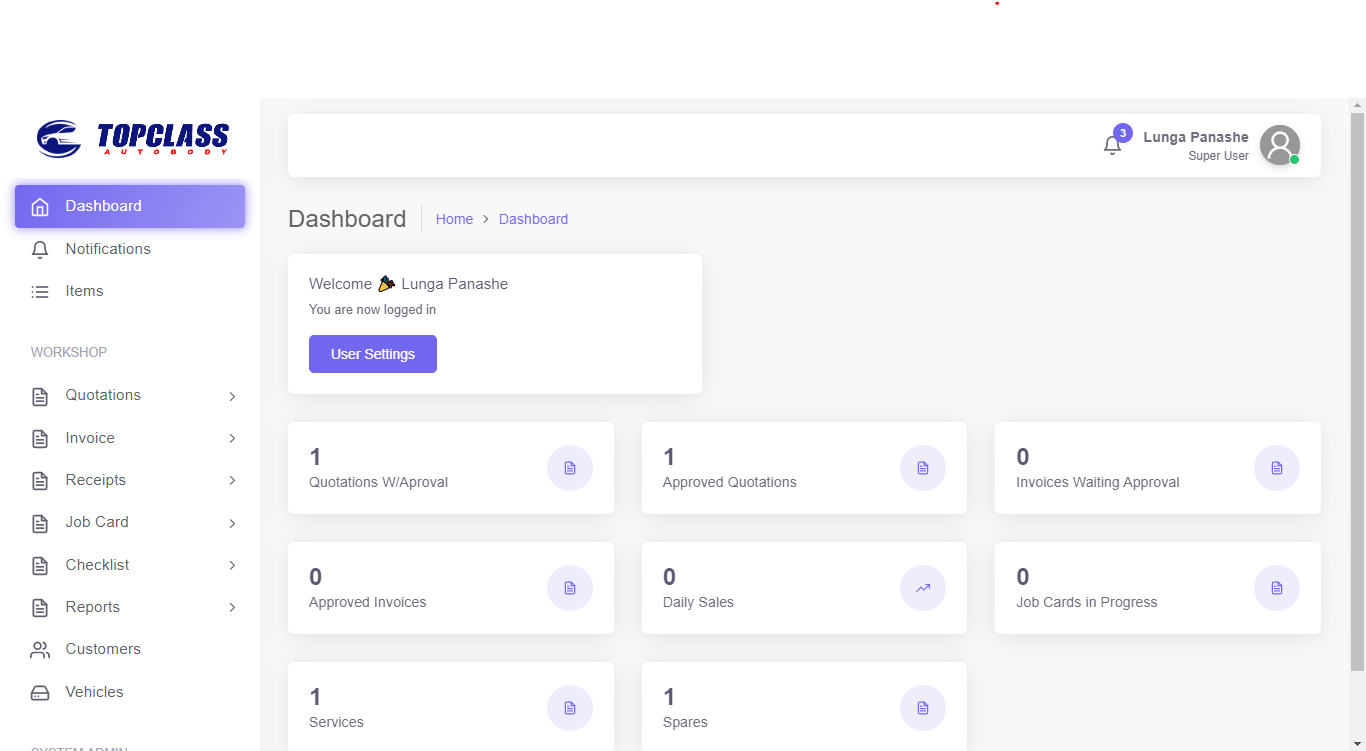 TOPCLASS
AUTOBODY
Dashboard
Notifications
Items
WORKSHOP
Quotations
Invoice
Receipts
Job Card
Checklist
Reports
Customers
Vehicles
SYSTEM ADMIN
3
Lunga Panashe
Super User
Dashboard
Home > Dashboard
Welcome Lunga Panashe
You are now logged in
User Settings
1
Quotations W/Aproval
1
Approved Quotations
0
Invoices Waiting Approval
0
Approved Invoices
0
Daily Sales
0
Job Cards in Progress
1
Services
1
Spares